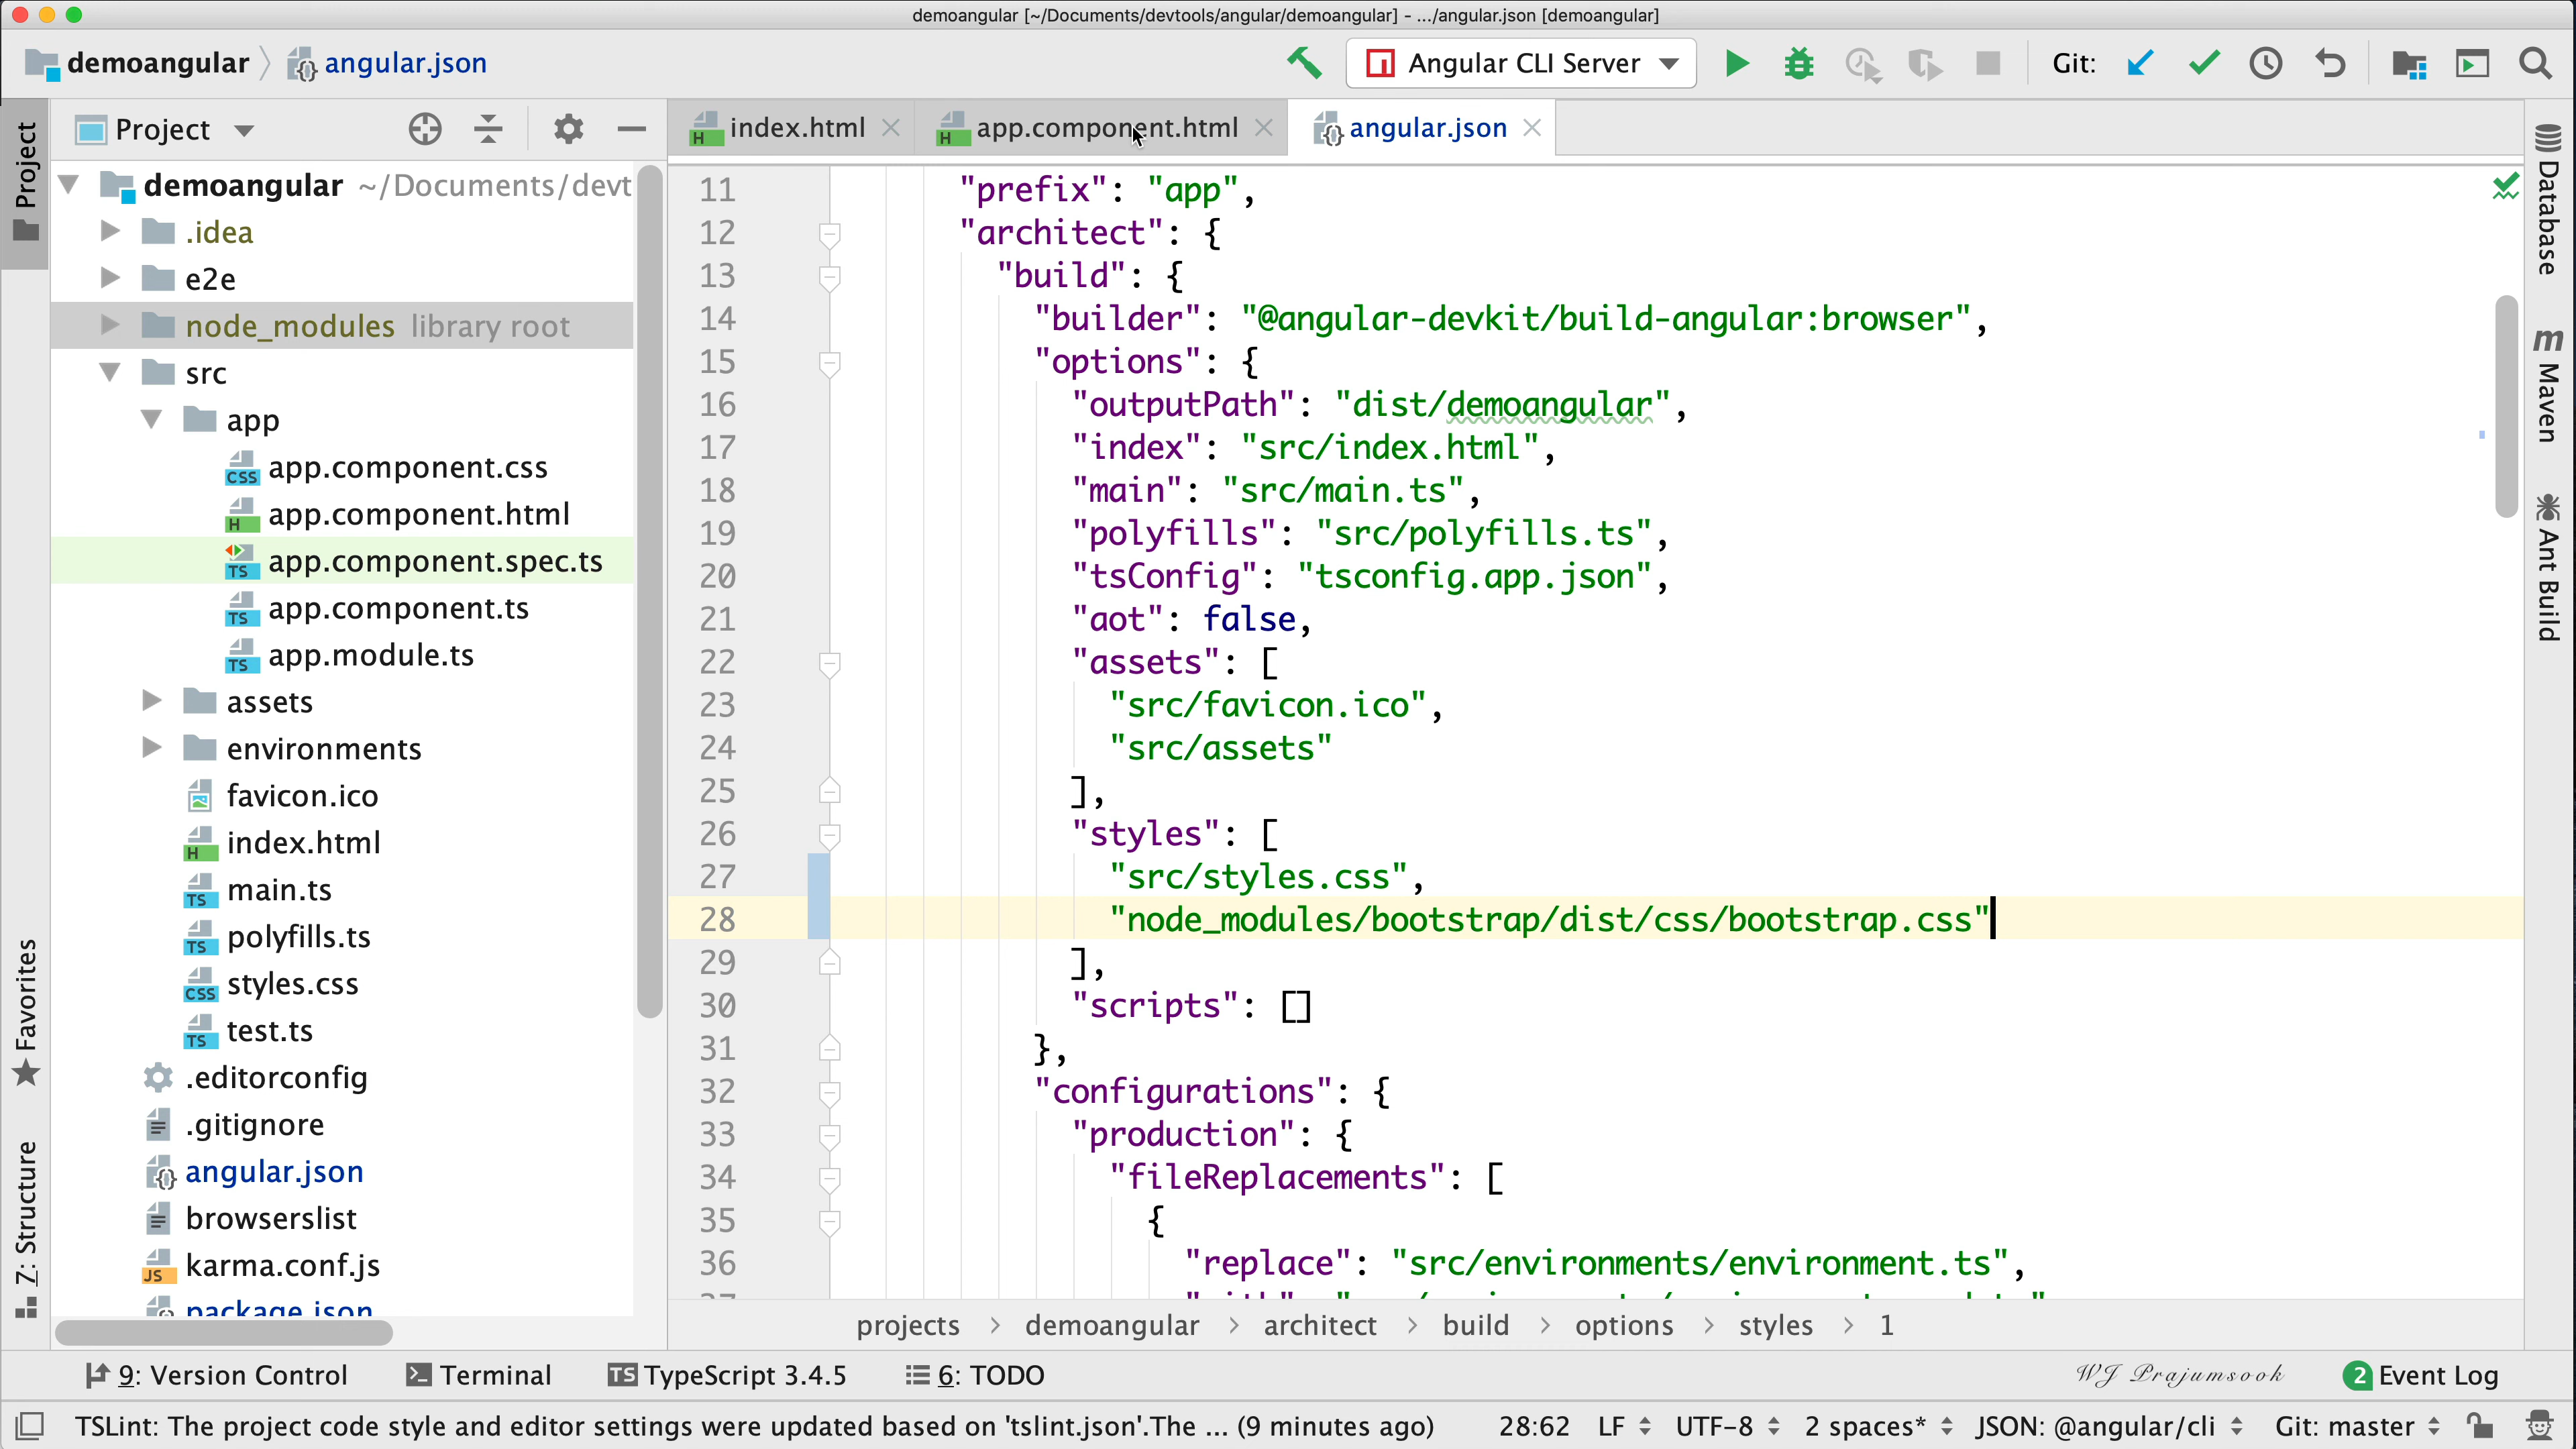 demoangular [~/Documents/devtools/angular/demoangular] - .../angular.json [demoangular]
demoangular angular.json
Angular CLI Server
Git:
Project
index.html
app.component.html
angular.json
Project
Favorites
Z: Structure
demoangular ~/Documents/devt
.idea
e2e
node_modules library root
src
app
app.component.css
app.component.html
app.component.spec.ts
app.component.ts
app.module.ts
assets
environments
favicon.ico
index.html
main.ts
polyfills.ts
styles.css
test.ts
.editorconfig
.gitignore
angular.json
browserslist
karma.conf.js
package.json
11 "prefix": "app",
12 "architect": {
13 "build": {
14 "builder": "@angular-devkit/build-angular:browser",
15 "options": {
16 "outputPath": "dist/demoangular",
17 "index": "src/index.html",
18 "main": "src/main.ts",
19 "polyfills": "src/polyfills.ts",
20 "tsConfig": "tsconfig.app.json",
21 "aot": false,
22 "assets": [
23 "src/favicon.ico",
24 "src/assets"
25 ],
26 "styles": [
27 "src/styles.css",
28 "node_modules/bootstrap/dist/css/bootstrap.css"
29 ],
30 "scripts": []
31 },
32 "configurations": {
33 "production": {
34 "fileReplacements": [
35 {
36 "replace": "src/environments/environment.ts",
Database
m Maven
Ant Build
projects > demoangular > architect > build > options > styles > 1
9: Version Control
Terminal
TypeScript 3.4.5
6: TODO
WJ Prajumsook
2 Event Log
TSLint: The project code style and editor settings were updated based on 'tslint.json'.The ... (9 minutes ago)
28:62
LF
UTF-8
2 spaces*
JSON: @angular/cli
Git: master